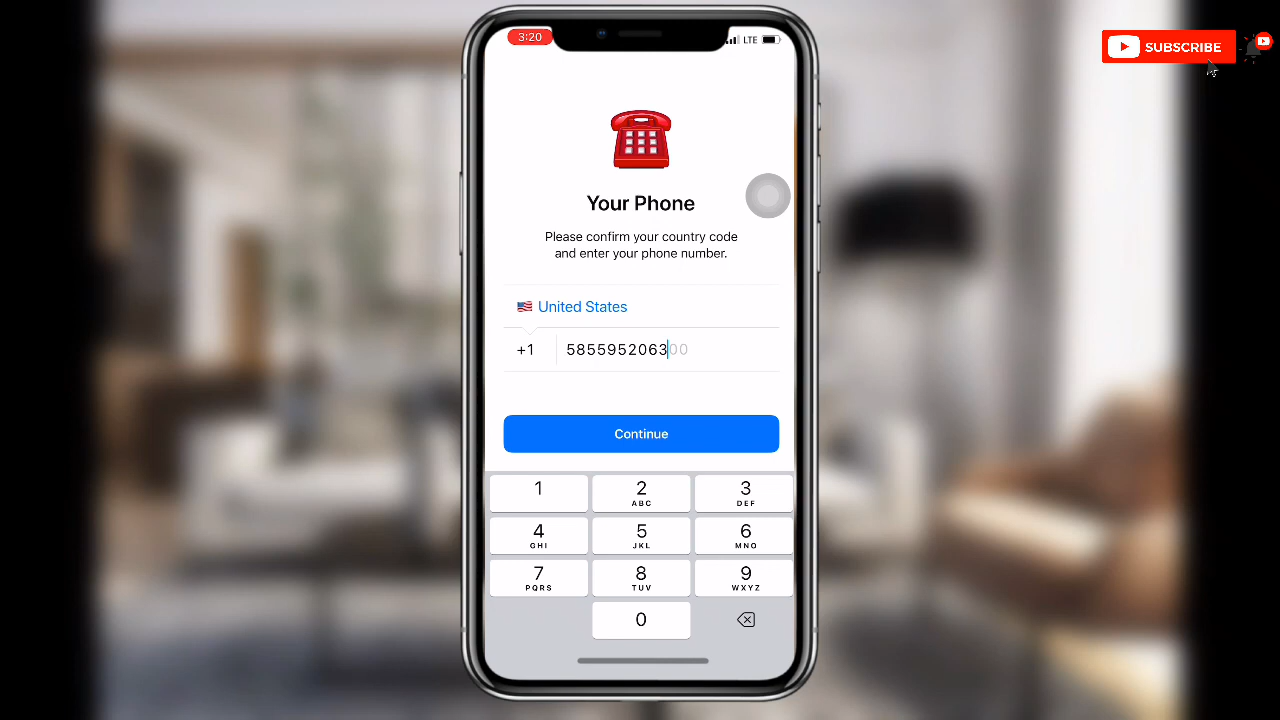 3:20
LTE
SUBSCRIBE
Your Phone
Please confirm your country code
and enter your phone number.
United States
+1 585595206300
Continue
1
2 ABC
3 DEF
4 GHI
5 JKL
6 MNO
7 PQRS
8 TUV
9 WXYZ
0